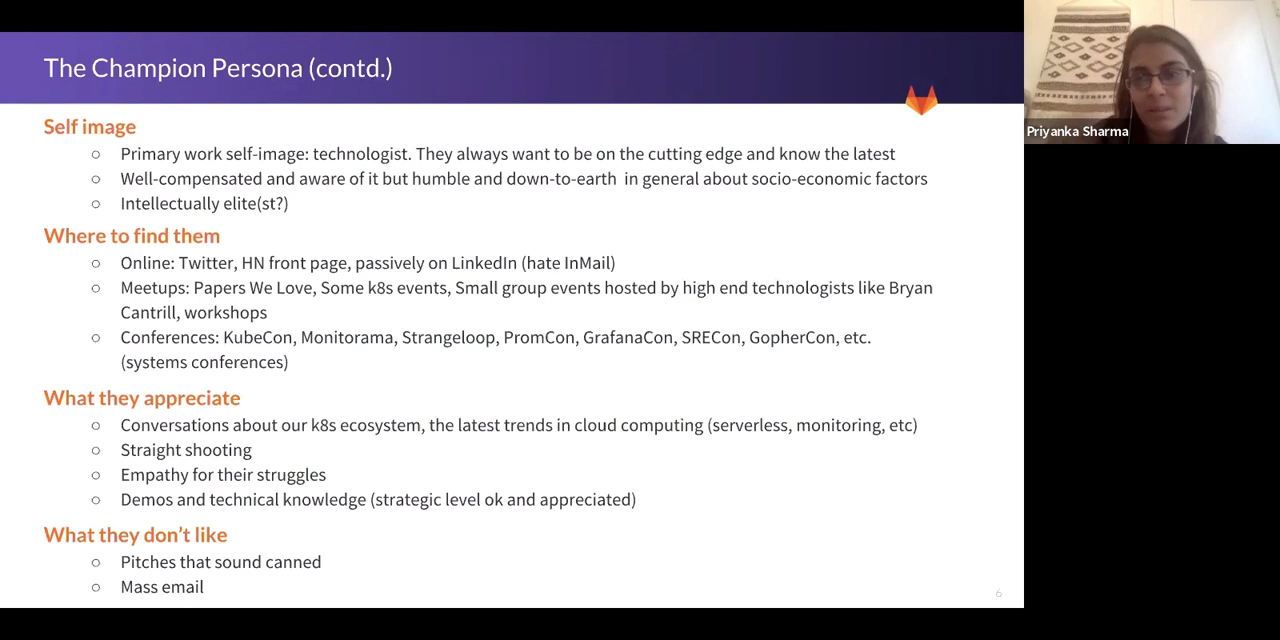 The Champion Persona (contd.)
Priyanka Sharma
Self image
○ Primary work self-image: technologist. They always want to be on the cutting edge and know the latest
○ Well-compensated and aware of it but humble and down-to-earth in general about socio-economic factors
○ Intellectually elite(st?)
Where to find them
○ Online: Twitter, HN front page, passively on LinkedIn (hate InMail)
○ Meetups: Papers We Love, Some k8s events, Small group events hosted by high end technologists like Bryan
Cantrill, workshops
○ Conferences: KubeCon, Monitorama, Strangeloop, PromCon, GrafanaCon, SRECon, GopherCon, etc.
(systems conferences)
What they appreciate
○ Conversations about our k8s ecosystem, the latest trends in cloud computing (serverless, monitoring, etc)
○ Straight shooting
○ Empathy for their struggles
○ Demos and technical knowledge (strategic level ok and appreciated)
What they don’t like
○ Pitches that sound canned
○ Mass email
6